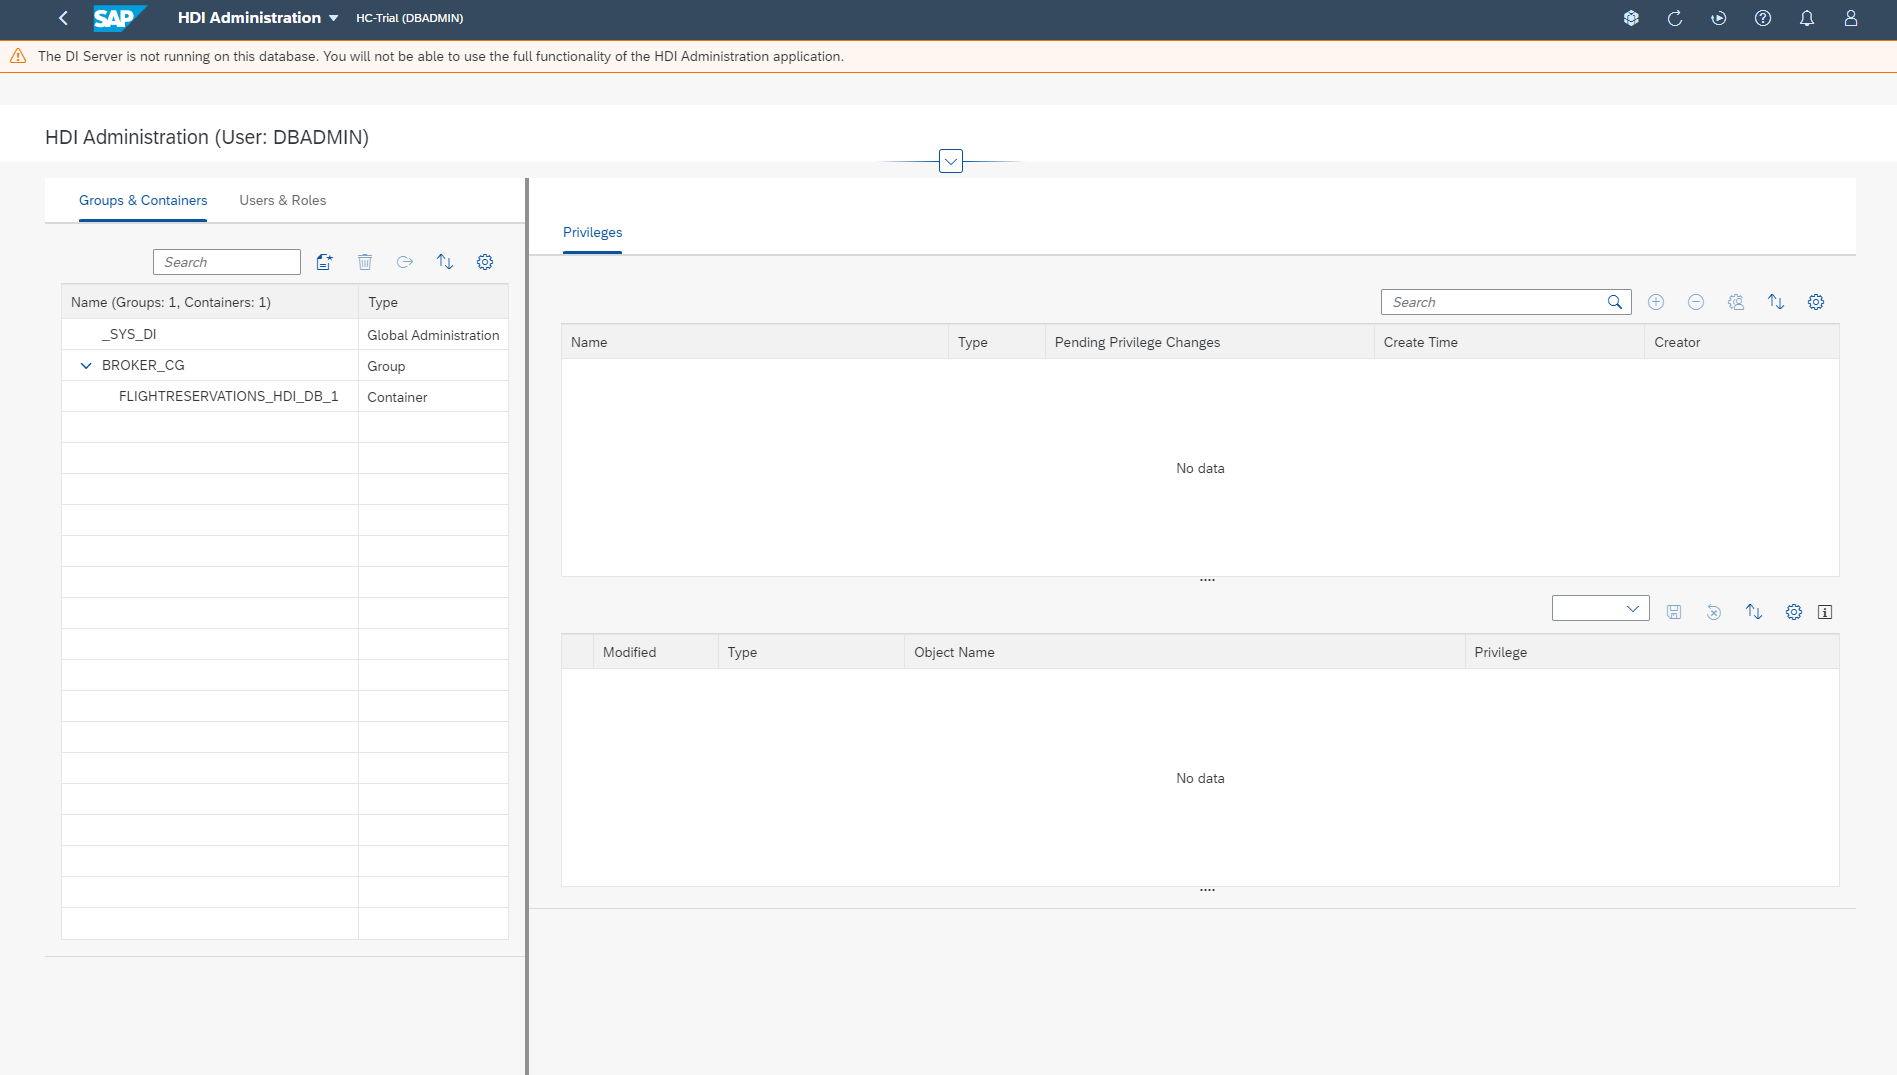 SAP HDI Administration HC-Trial (DBADMIN)
The DI Server is not running on this database. You will not be able to use the full functionality of the HDI Administration application.
HDI Administration (User: DBADMIN)
Groups & Containers Users & Roles
Privileges
Search
Search
Name (Groups: 1, Containers: 1) Type
_SYS_DI Global Administration
BROKER_CG Group
FLIGHTRESERVATIONS_HDI_DB_1 Container
Name Type Pending Privilege Changes Create Time Creator
No data
Modified Type Object Name Privilege
No data